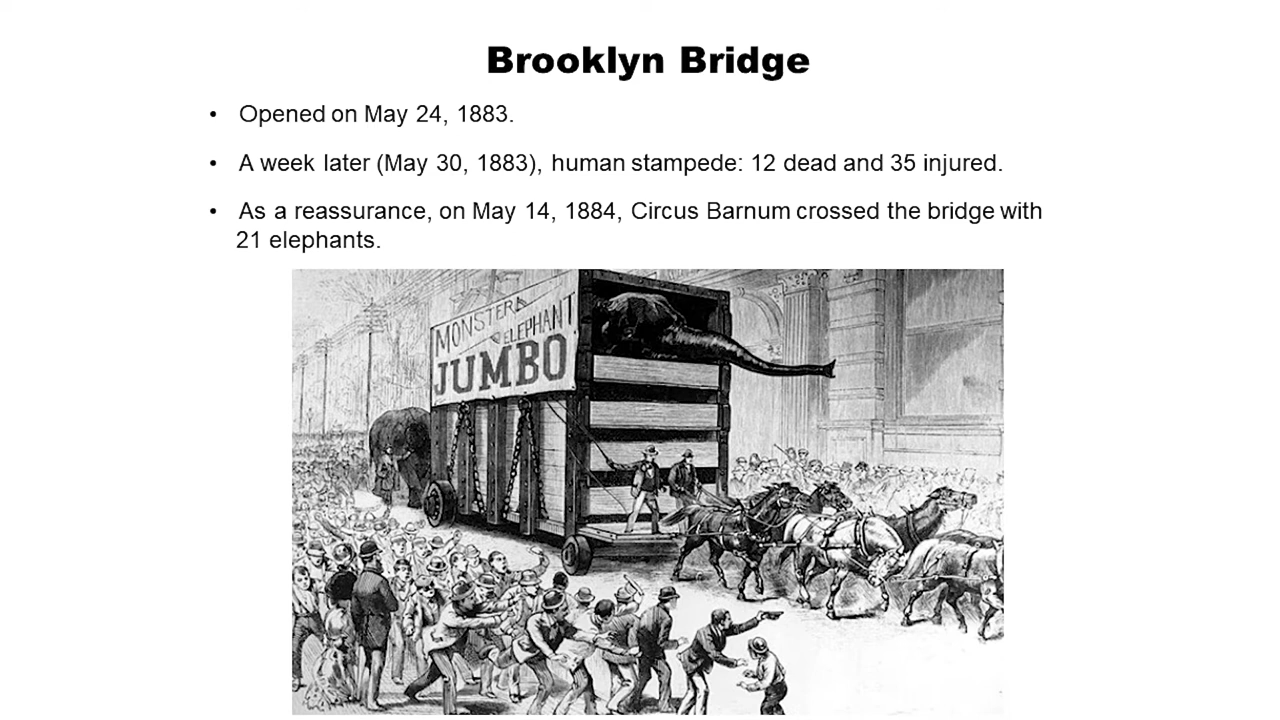 Brooklyn Bridge
• Opened on May 24, 1883.
• A week later (May 30, 1883), human stampede: 12 dead and 35 injured.
• As a reassurance, on May 14, 1884, Circus Barnum crossed the bridge with
21 elephants.
MONSTER
ELEPHANT
JUMBO